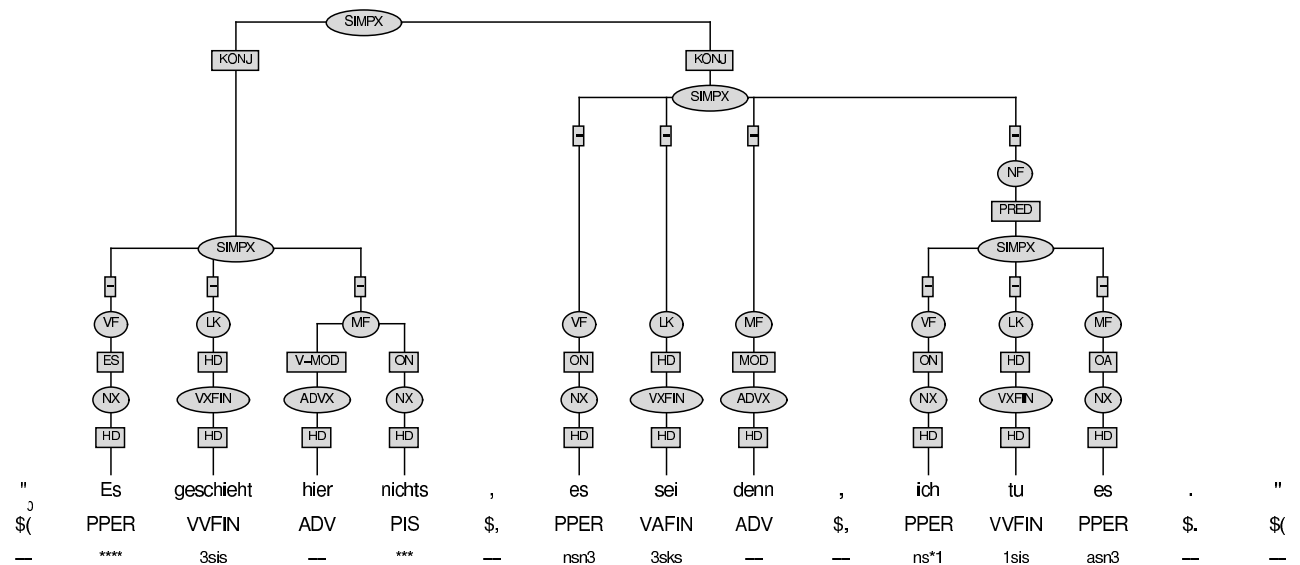 SIMPX
KONJ KONJ
SIMPX
– – – –
NF
PRED
SIMPX SIMPX
– – – – – –
VF LK MF VF LK MF VF LK MF
ES HD V–MOD ON ON HD MOD ON HD OA
NX VXFIN ADVX NX NX VXFIN ADVX NX VXFIN NX
HD HD HD HD HD HD HD HD HD HD
" Es geschieht hier nichts , es sei denn , ich tu es . "
$( PPER VVFIN ADV PIS $, PPER VAFIN ADV $, PPER VVFIN PPER $. $(
–– **** 3sis –– *** –– nsn3 3sks –– –– ns*1 1sis asn3 –– ––